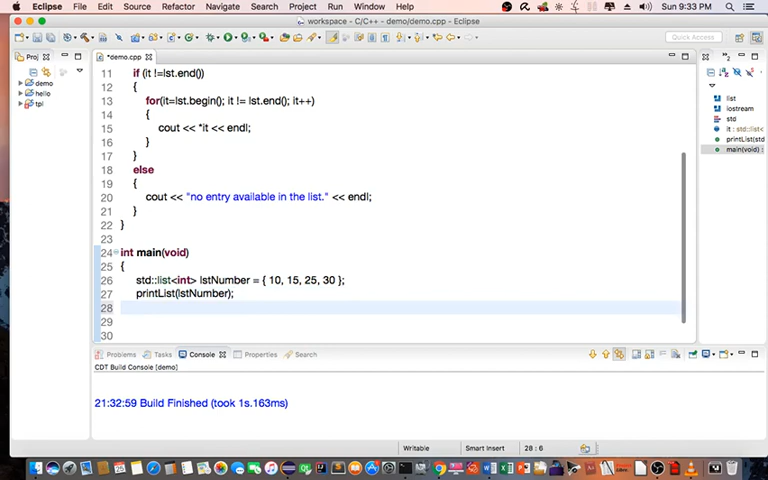 Eclipse File Edit Source Refactor Navigate Search Project Run Window Help Sun 9:33 PM
workspace - C/C++ - demo/demo.cpp - Eclipse
Quick Access
Proj
*demo.cpp
demo
hello
tpl
11 if (it !=lst.end())
12 {
13 for(it=lst.begin(); it != lst.end(); it++)
14 {
15 cout << *it << endl;
16 }
17 }
18 else
19 {
20 cout << "no entry available in the list." << endl;
21 }
22 }
23
24 int main(void)
25 {
26 std::list<int> lstNumber = { 10, 15, 25, 30 };
27 printList(lstNumber);
28
29
30
list
iostream
std
it : std::list<
printList(std
main(void) :
Problems Tasks Console Properties Search
CDT Build Console [demo]
21:32:59 Build Finished (took 1s.163ms)
Writable Smart Insert 28 : 6